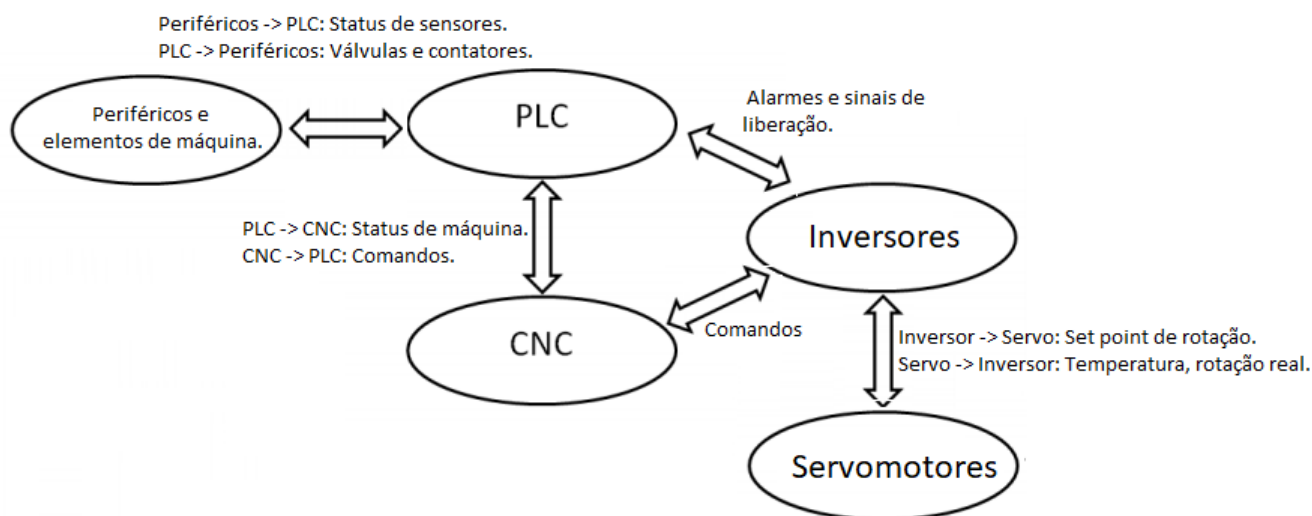 Periféricos -> PLC: Status de sensores.
PLC -> Periféricos: Válvulas e contatores.
Periféricos e
elementos de máquina.
PLC
Alarmes e sinais de
liberação.
PLC -> CNC: Status de máquina.
CNC -> PLC: Comandos.
Inversores
CNC
Comandos
Inversor -> Servo: Set point de rotação.
Servo -> Inversor: Temperatura, rotação real.
Servomotores